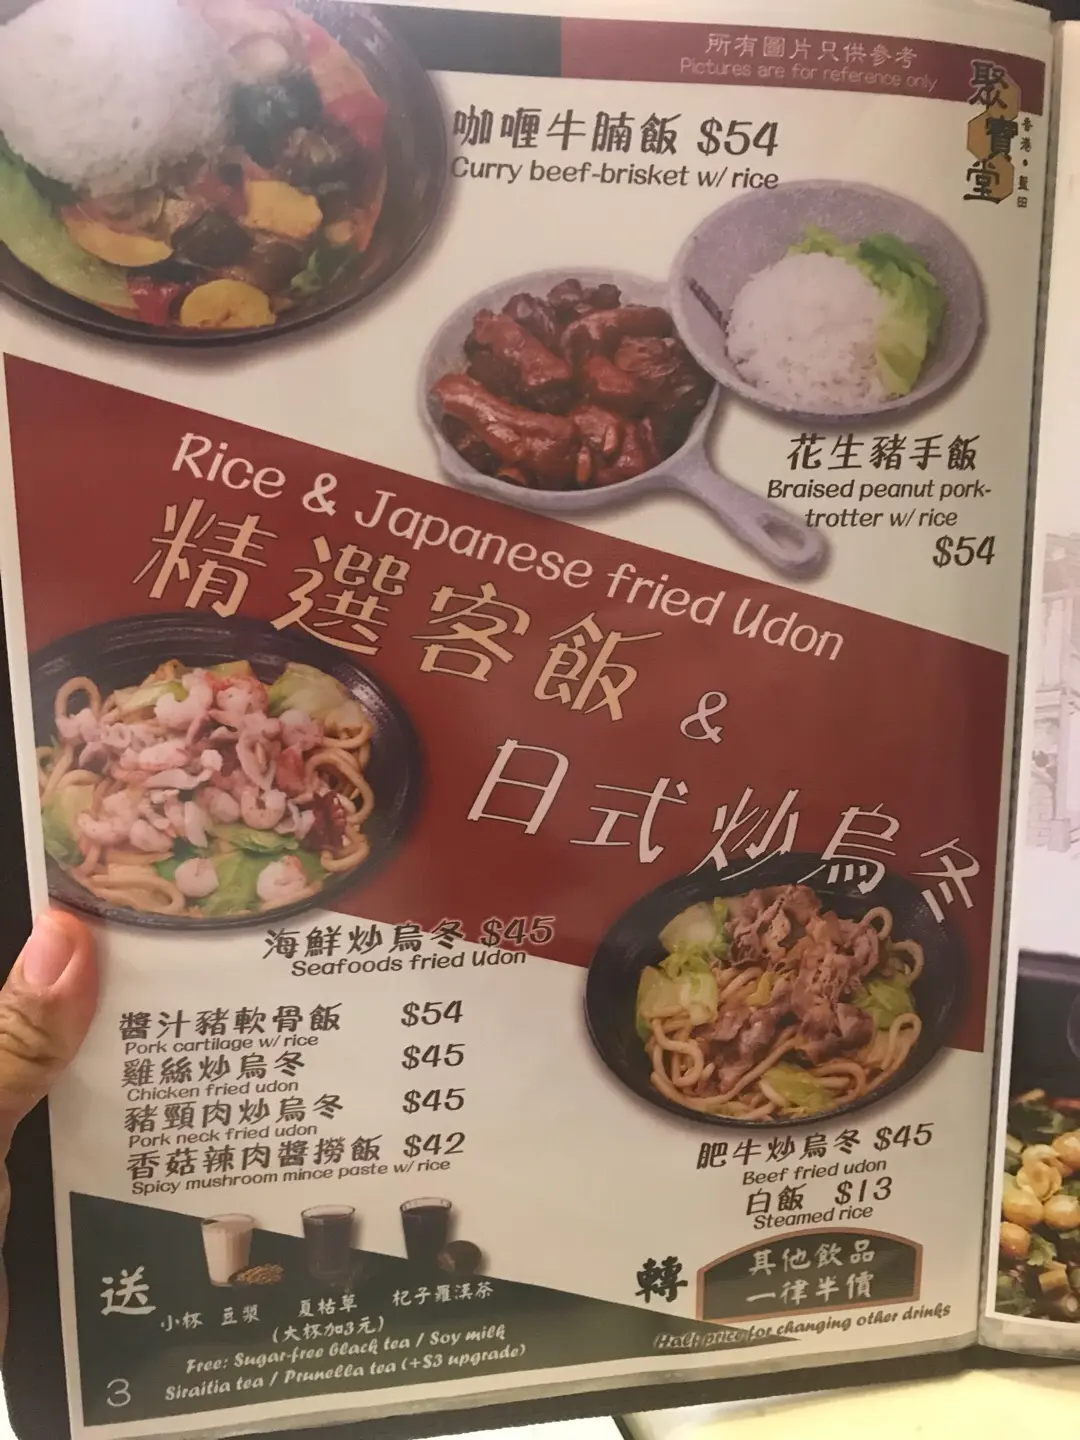 所有圖片只供參考
Pictures are for reference only
聚寶堂
香港・藍田
咖喱牛腩飯 $54
Curry beef-brisket w/ rice
花生豬手飯
Braised peanut pork-
trotter w/ rice
$54
Rice & Japanese fried Udon
精選客飯 &
日式炒烏冬
海鮮炒烏冬 $45
Seafoods fried Udon
醬汁豬軟骨飯 $54
Pork cartilage w/ rice
雞絲炒烏冬 $45
Chicken fried udon
豬頸肉炒烏冬 $45
Pork neck fried udon
香菇辣肉醬撈飯 $42
Spicy mushroom mince paste w/ rice
肥牛炒烏冬 $45
Beef fried udon
白飯 $13
Steamed rice
送
小杯 豆漿 夏枯草 杞子羅漢茶
(大杯加3元)
Free: Sugar-free black tea / Soy milk
Siraitia tea / Prunella tea (+$3 upgrade)
轉
其他飲品
一律半價
Half price for changing other drinks
3